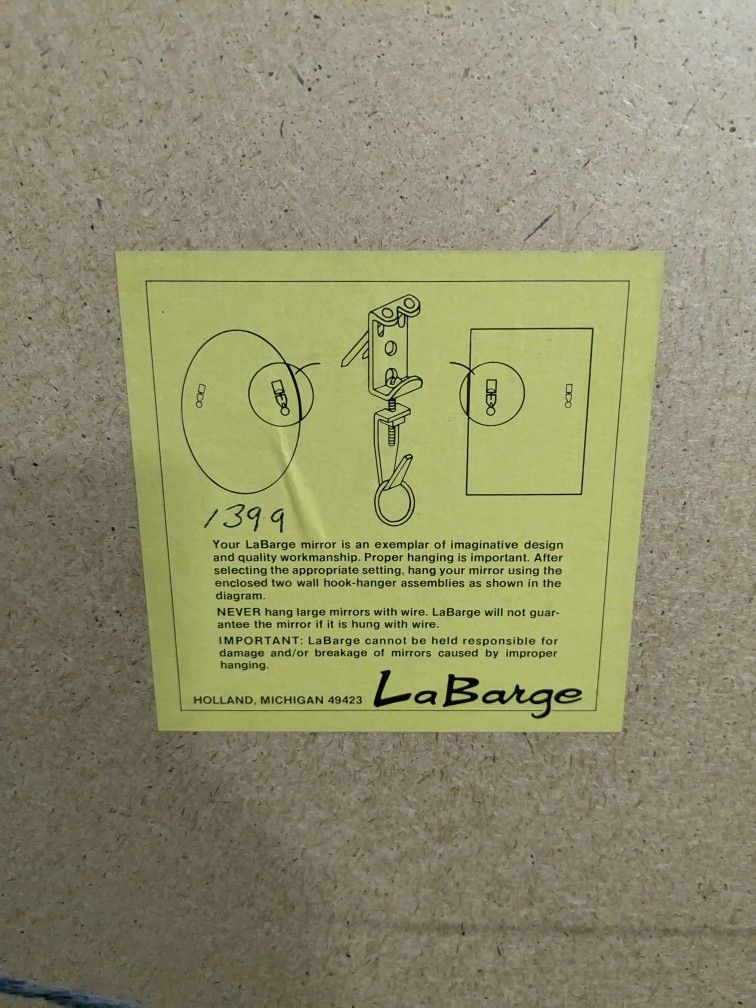 1399
Your LaBarge mirror is an exemplar of imaginative design
and quality workmanship. Proper hanging is important. After
selecting the appropriate setting, hang your mirror using the
enclosed two wall hook-hanger assemblies as shown in the
diagram.
NEVER hang large mirrors with wire. LaBarge will not guar-
antee the mirror if it is hung with wire.
IMPORTANT: LaBarge cannot be held responsible for
damage and/or breakage of mirrors caused by improper
hanging.
HOLLAND, MICHIGAN 49423 LaBarge